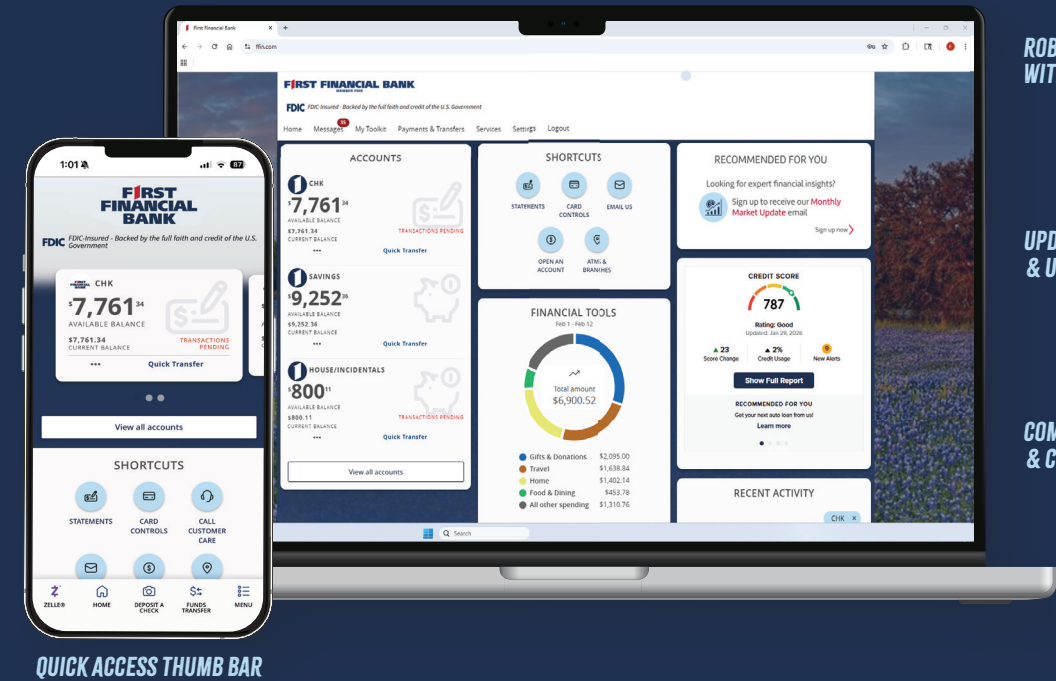 First Financial Bank
ffin.com
FIRST FINANCIAL BANK
MEMBER FDIC
FDIC FDIC-Insured - Backed by the full faith and credit of the U.S. Government
Home Messages 35 My Toolkit Payments & Transfers Services Settings Logout
ACCOUNTS
CHK
$7,761 34
AVAILABLE BALANCE
$7,761.34
CURRENT BALANCE
TRANSACTIONS PENDING
Quick Transfer
SAVINGS
$9,252 36
AVAILABLE BALANCE
$9,252.36
CURRENT BALANCE
Quick Transfer
HOUSE/INCIDENTALS
$800 11
AVAILABLE BALANCE
$800.11
CURRENT BALANCE
TRANSACTIONS PENDING
Quick Transfer
View all accounts
SHORTCUTS
STATEMENTS
CARD
CONTROLS
EMAIL US
OPEN AN
ACCOUNT
ATMS &
BRANCHES
FINANCIAL TOOLS
Feb 1 - Feb 12
Total amount
$6,900.52
Gifts & Donations $2,095.00
Travel $1,638.84
Home $1,402.14
Food & Dining $453.78
All other spending $1,310.76
RECOMMENDED FOR YOU
Looking for expert financial insights?
Sign up to receive our Monthly
Market Update email
Sign up now
CREDIT SCORE
787
Rating: Good
Updated: Jan 29, 2026
▲ 23
Score Change
▲ 2%
Credit Usage
9
New Alerts
Show Full Report
RECOMMENDED FOR YOU
Get your next auto loan from us!
Learn more
RECENT ACTIVITY
CHK ×
Search
1:01
87
FIRST
FINANCIAL
BANK
FDIC FDIC-Insured - Backed by the full faith and credit of the U.S.
Government
CHK
$7,761 34
AVAILABLE BALANCE
$7,761.34
CURRENT BALANCE
TRANSACTIONS
PENDING
Quick Transfer
View all accounts
SHORTCUTS
STATEMENTS
CARD
CONTROLS
CALL
CUSTOMER
CARE
ZELLE®
HOME
DEPOSIT A
CHECK
FUNDS
TRANSFER
MENU
QUICK ACCESS THUMB BAR
ROB
WIT
UPD
& U
COM
& C